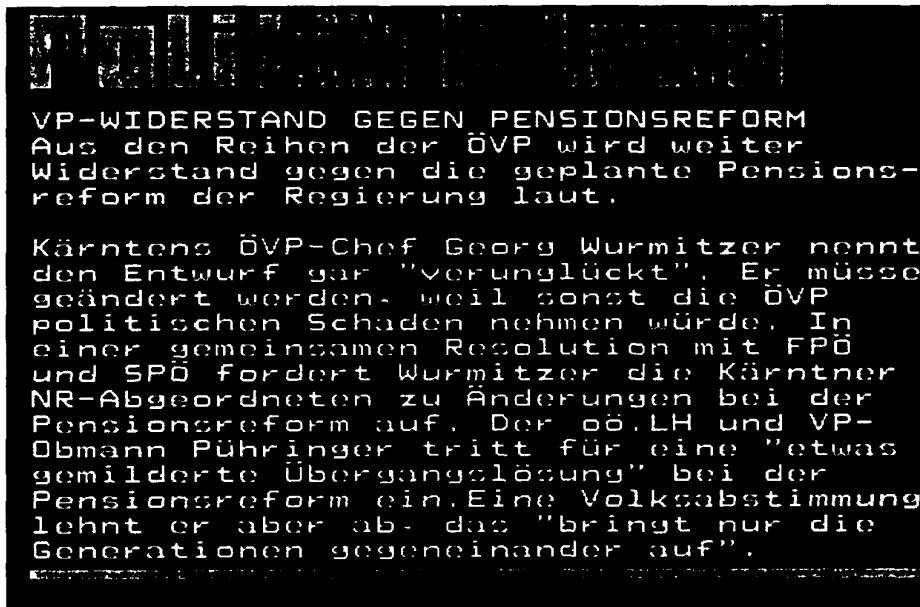 VP-WIDERSTAND GEGEN PENSIONSREFORM
Aus den Reihen der ÖVP wird weiter
Widerstand gegen die geplante Pensions-
reform der Regierung laut.
Kärntens ÖVP-Chef Georg Wurmitzer nennt
den Entwurf gar "verunglückt". Er müsse
geändert werden, weil sonst die ÖVP
politischen Schaden nehmen würde. In
einer gemeinsamen Resolution mit FPÖ
und SPÖ fordert Wurmitzer die Kärntner
NR-Abgeordneten zu Änderungen bei der
Pensionsreform auf. Der oö.LH und VP-
Obmann Pühringer tritt für eine "etwas
gemilderte Übergangslösung" bei der
Pensionsreform ein.Eine Volksabstimmung
lehnt er aber ab, das "bringt nur die
Generationen gegeneinander auf".